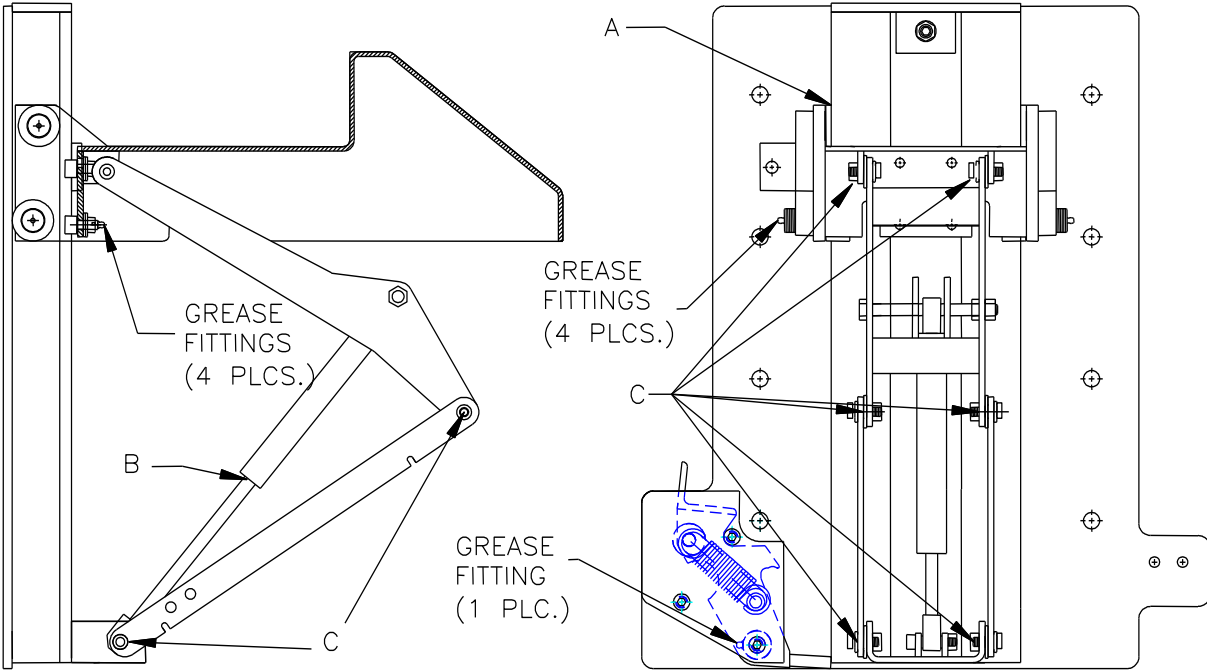 A
GREASE
FITTINGS
(4 PLCS.)
GREASE
FITTINGS
(4 PLCS.)
C
B
GREASE
FITTING
(1 PLC.)
C